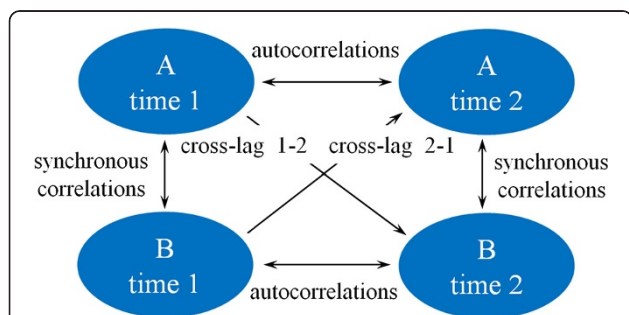 A
time 1
autocorrelations
A
time 2
cross-lag 1-2
cross-lag 2-1
synchronous
correlations
synchronous
correlations
B
time 1
autocorrelations
B
time 2